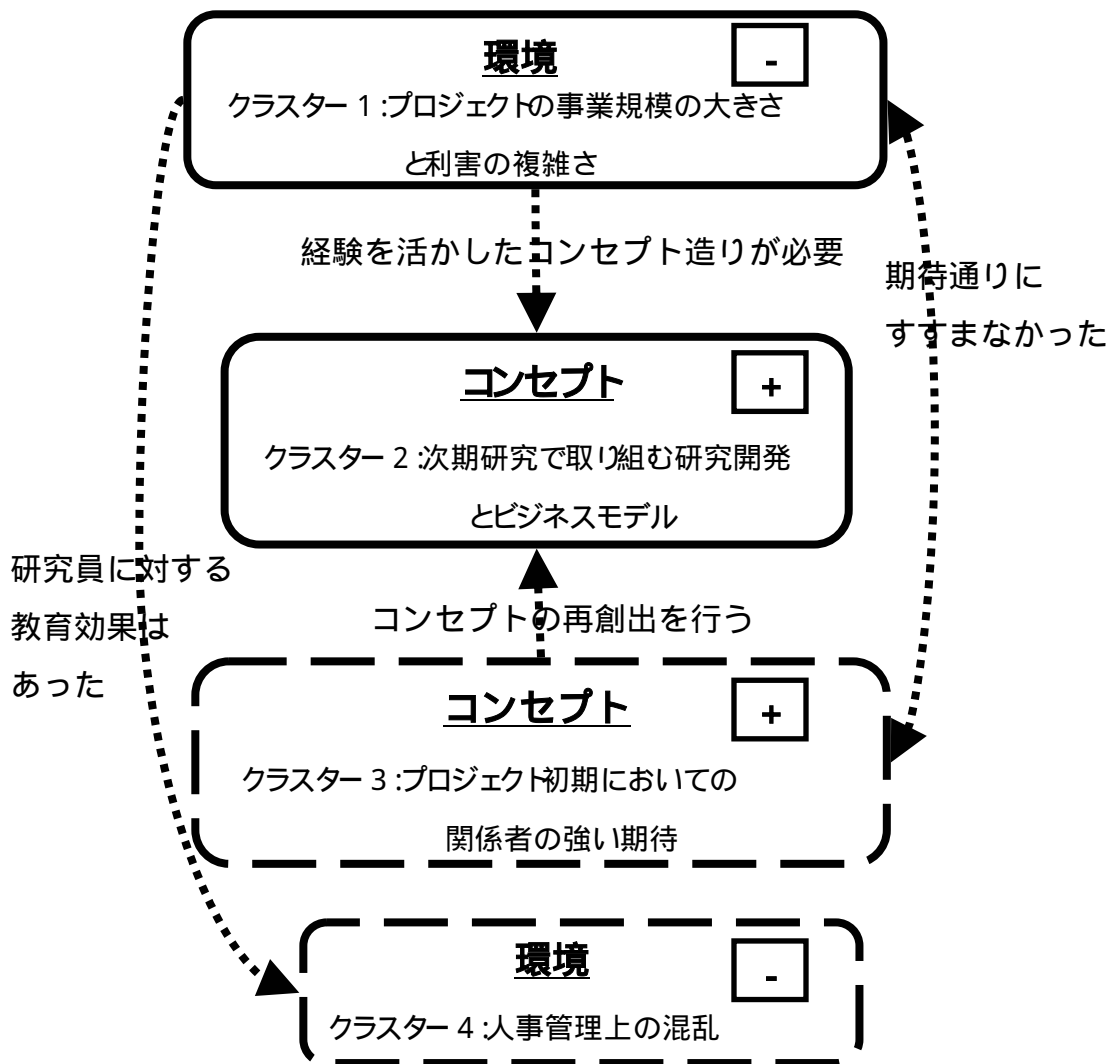 環境
-
クラスター 1 :プロジェクトの事業規模の大きさ
と利害の複雑さ
経験を活かしたコンセプト造りが必要
期待通りに
すすまなかった
コンセプト
+
クラスター 2 :次期研究で取り組む研究開発
とビジネスモデル
研究員に対する
教育効果は
あった
コンセプトの再創出を行う
コンセプト
+
クラスター 3 :プロジェクト初期においての
関係者の強い期待
環境
-
クラスター 4 :人事管理上の混乱